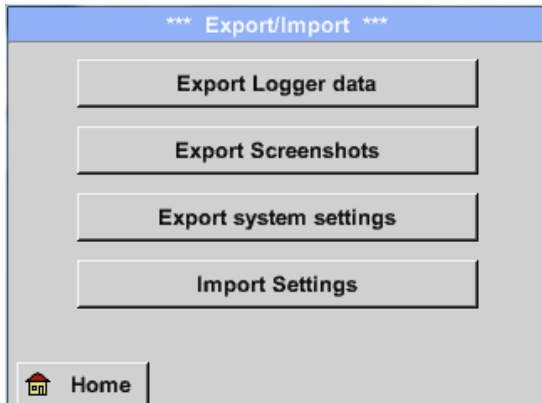 *** Export/Import ***
Export Logger data
Export Screenshots
Export system settings
Import Settings
Home